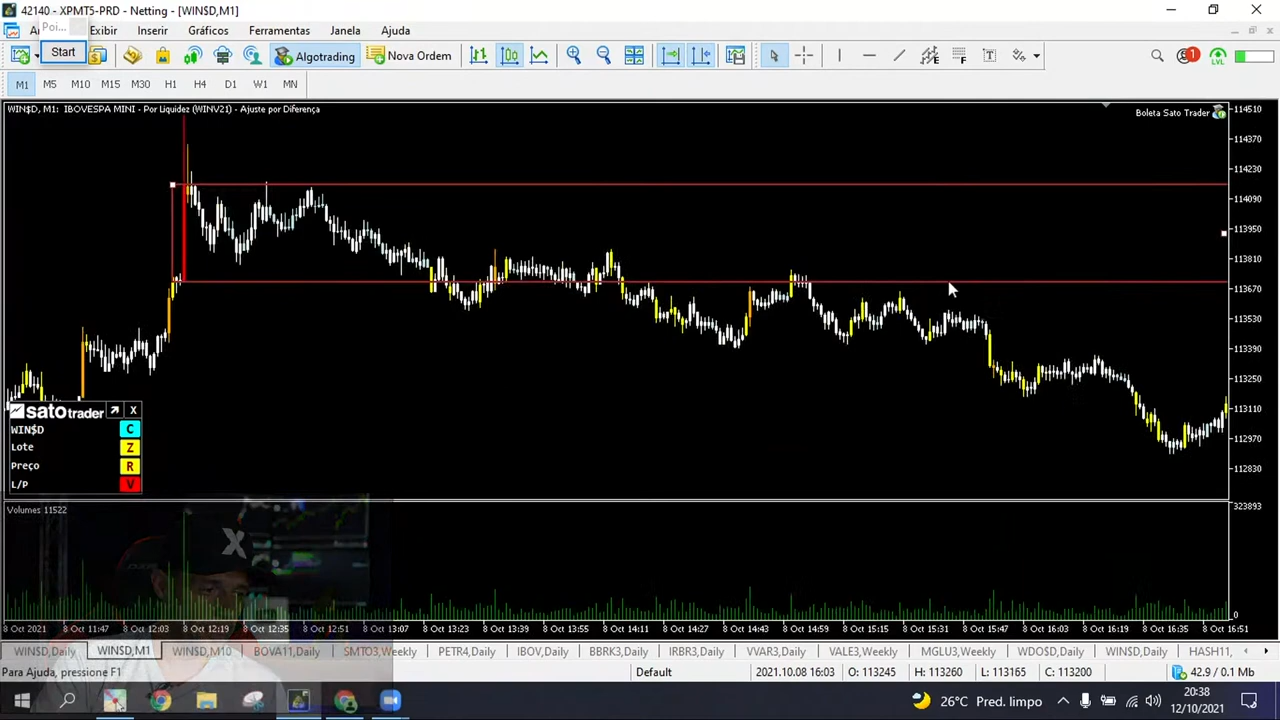 42140 - XPMT5-PRD - Netting - [WIN$D,M1]
Poi...
Exibir Inserir Gráficos Ferramentas Janela Ajuda
Start
Algotrading
Nova Ordem
1
LVL
M1 M5 M10 M15 M30 H1 H4 D1 W1 MN
WIN$D, M1: IBOVESPA MINI - Por Liquidez (WINV21) - Ajuste por Diferença
Boleta Sato Trader
114510
114370
114230
114090
113950
113810
113670
113530
113390
113250
113110
112970
112830
sato trader X
WIN$D C
Lote Z
Preço R
L/P V
Volumes 11522
323893
0
X
8 Oct 2021 8 Oct 11:47 8 Oct 12:03 8 Oct 12:19 8 Oct 12:35 8 Oct 12:51 8 Oct 13:07 8 Oct 13:23 8 Oct 13:39 8 Oct 13:55 8 Oct 14:11 8 Oct 14:27 8 Oct 14:43 8 Oct 14:59 8 Oct 15:15 8 Oct 15:31 8 Oct 15:47 8 Oct 16:03 8 Oct 16:19 8 Oct 16:35 8 Oct 16:51
WIN$D,Daily WIN$D,M1 WIN$D,M10 BOVA11,Daily SMTO3,Weekly PETR4,Daily IBOV,Daily BBRK3,Daily IRBR3,Daily VVAR3,Daily VALE3,Weekly MGLU3,Weekly WDO$D,Daily WIN$D,Daily HASH11,
Para Ajuda, pressione F1
Default
2021.10.08 16:03 O: 113245 H: 113260 L: 113165 C: 113200
42.9 / 0.1 Mb
26°C Pred. limpo
20:38
12/10/2021